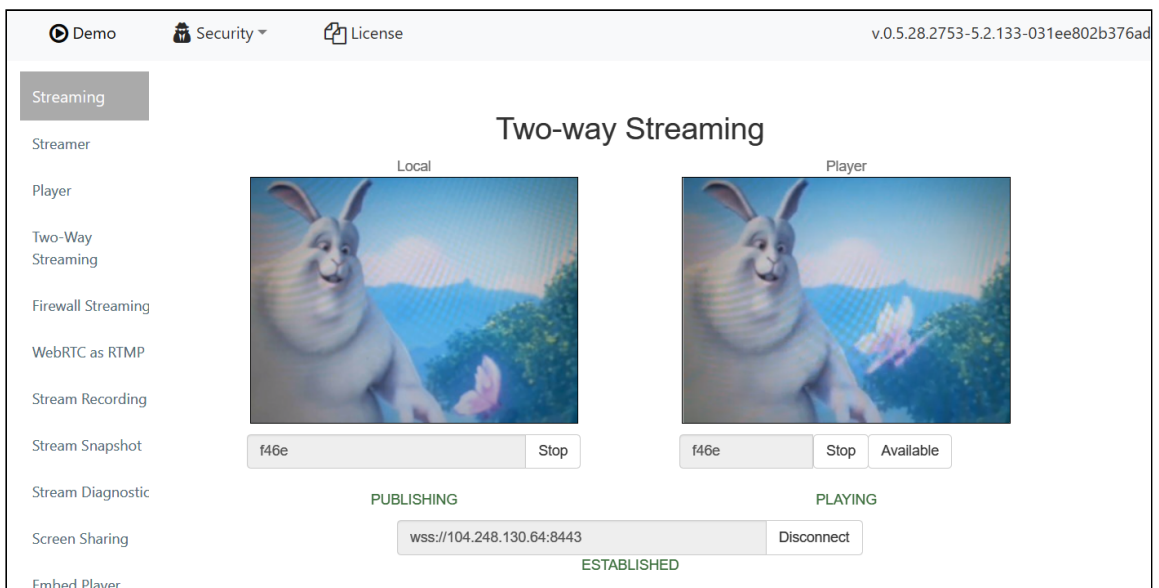 Demo Security License v.0.5.28.2753-5.2.133-031ee802b376ad
Streaming
Streamer
Player
Two-Way
Streaming
Firewall Streaming
WebRTC as RTMP
Stream Recording
Stream Snapshot
Stream Diagnostic
Screen Sharing
Embed Player
Two-way Streaming
Local Player
f46e Stop f46e Stop Available
PUBLISHING PLAYING
wss://104.248.130.64:8443 Disconnect
ESTABLISHED